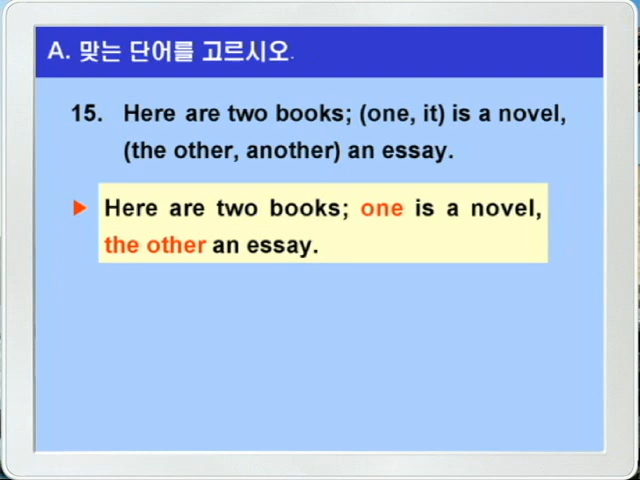 A. 맞는 단어를 고르시오.
15. Here are two books; (one, it) is a novel,
(the other, another) an essay.
Here are two books; one is a novel,
the other an essay.